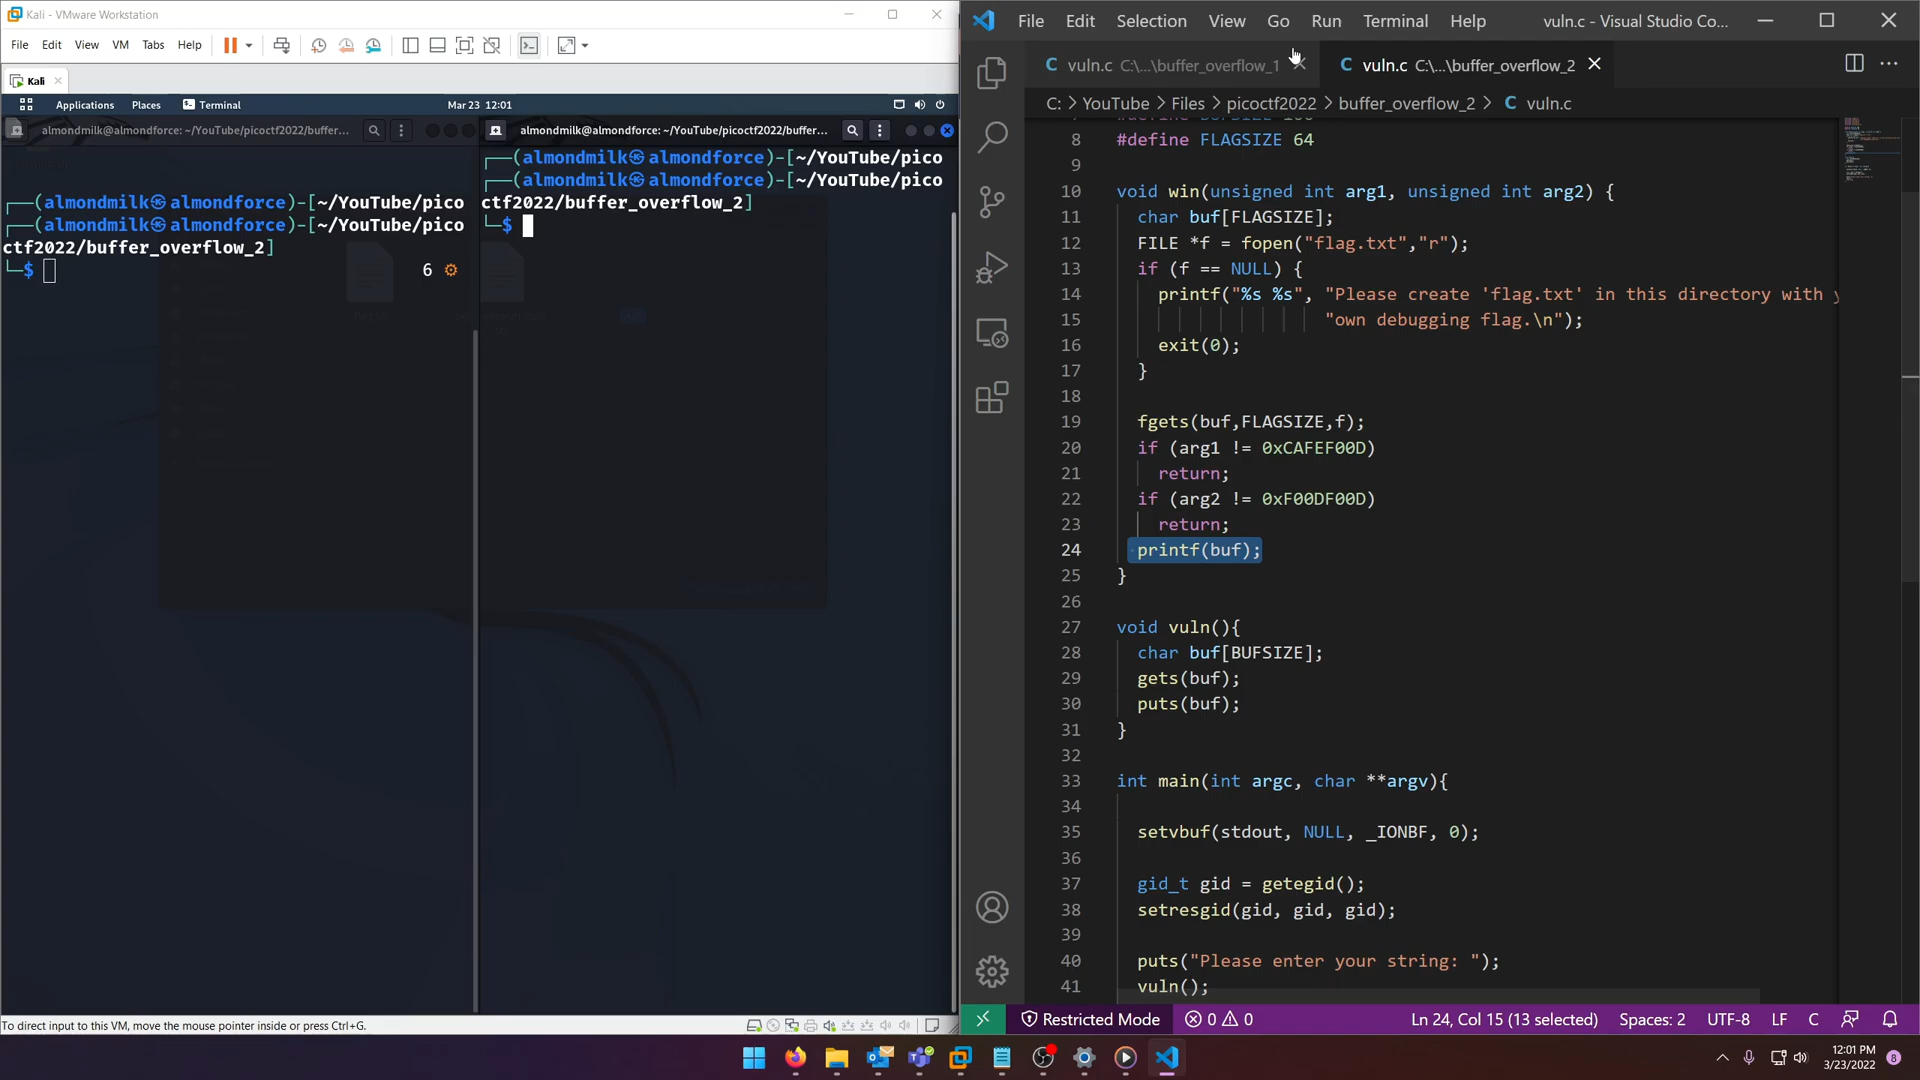 Kali - VMware Workstation
File Edit View VM Tabs Help
Kali
Applications Places Terminal Mar 23 12:01
almondmilk@almondforce: ~/YouTube/picoctf2022/buffer...
almondmilk@almondforce: ~/YouTube/picoctf2022/buffer...
┌──(almondmilk㉿almondforce)-[~/YouTube/pico
┌──(almondmilk㉿almondforce)-[~/YouTube/pico
ctf2022/buffer_overflow_2]
└─$
6
┌──(almondmilk㉿almondforce)-[~/YouTube/pico
┌──(almondmilk㉿almondforce)-[~/YouTube/pico
ctf2022/buffer_overflow_2]
└─$
To direct input to this VM, move the mouse pointer inside or press Ctrl+G.
File Edit Selection View Go Run Terminal Help vuln.c - Visual Studio Co...
C vuln.c C:\...\buffer_overflow_1 C vuln.c C:\...\buffer_overflow_2
C: > YouTube > Files > picoctf2022 > buffer_overflow_2 > C vuln.c
8 #define FLAGSIZE 64
9
10 void win(unsigned int arg1, unsigned int arg2) {
11 char buf[FLAGSIZE];
12 FILE *f = fopen("flag.txt","r");
13 if (f == NULL) {
14 printf("%s %s", "Please create 'flag.txt' in this directory with
15 "own debugging flag.\n");
16 exit(0);
17 }
18
19 fgets(buf,FLAGSIZE,f);
20 if (arg1 != 0xCAFEF00D)
21 return;
22 if (arg2 != 0xF00DF00D)
23 return;
24 printf(buf);
25 }
26
27 void vuln(){
28 char buf[BUFSIZE];
29 gets(buf);
30 puts(buf);
31 }
32
33 int main(int argc, char **argv){
34
35 setvbuf(stdout, NULL, _IONBF, 0);
36
37 gid_t gid = getegid();
38 setresgid(gid, gid, gid);
39
40 puts("Please enter your string: ");
41 vuln();
Restricted Mode 0 0 Ln 24, Col 15 (13 selected) Spaces: 2 UTF-8 LF C
12:01 PM
3/23/2022
8